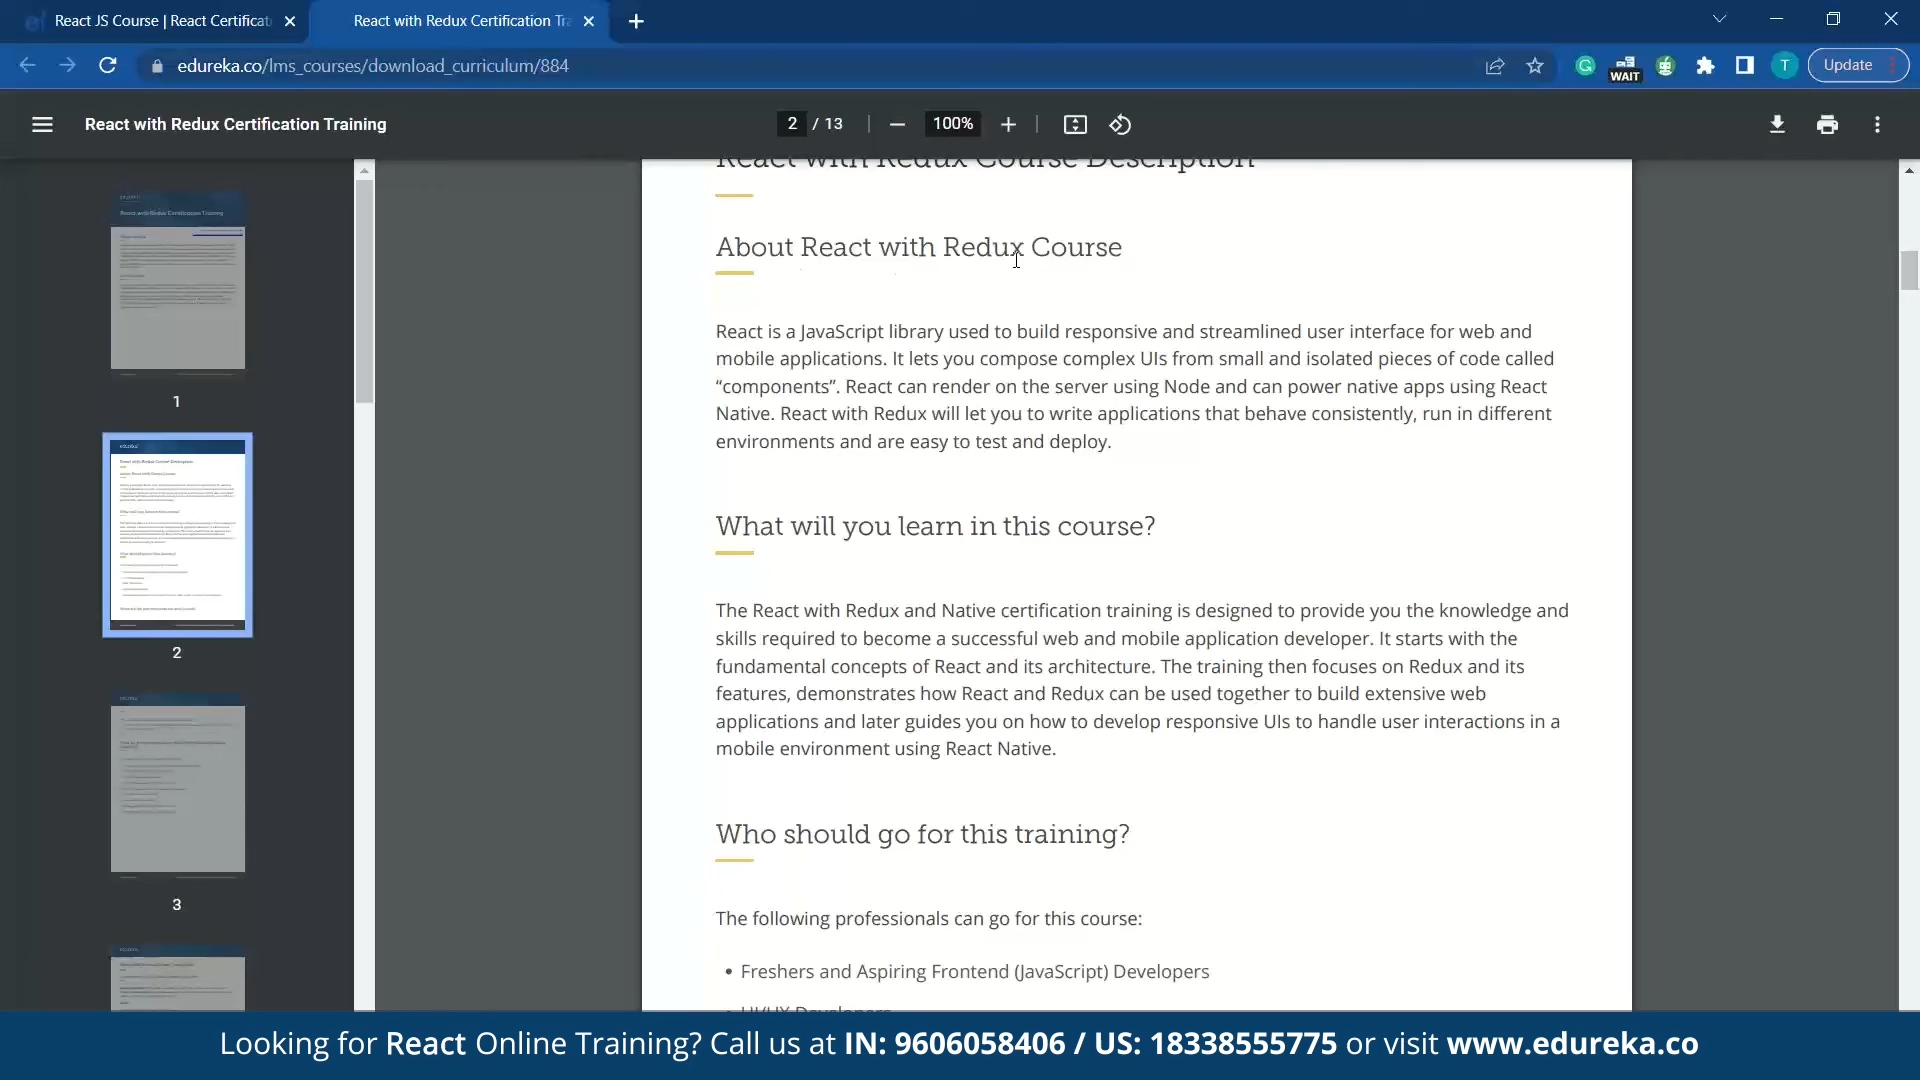 React JS Course | React Certificat
React with Redux Certification Tra
edureka.co/lms_courses/download_curriculum/884
WAIT
T
Update
React with Redux Certification Training
2 / 13
100%
React with Redux Course Description
About React with Redux Course
React is a JavaScript library used to build responsive and streamlined user interface for web and
mobile applications. It lets you compose complex UIs from small and isolated pieces of code called
“components”. React can render on the server using Node and can power native apps using React
Native. React with Redux will let you to write applications that behave consistently, run in different
environments and are easy to test and deploy.
What will you learn in this course?
The React with Redux and Native certification training is designed to provide you the knowledge and
skills required to become a successful web and mobile application developer. It starts with the
fundamental concepts of React and its architecture. The training then focuses on Redux and its
features, demonstrates how React and Redux can be used together to build extensive web
applications and later guides you on how to develop responsive UIs to handle user interactions in a
mobile environment using React Native.
Who should go for this training?
The following professionals can go for this course:
• Freshers and Aspiring Frontend (JavaScript) Developers
• UI/UX Developers
1
2
3
Looking for React Online Training? Call us at IN: 9606058406 / US: 18338555775 or visit www.edureka.co